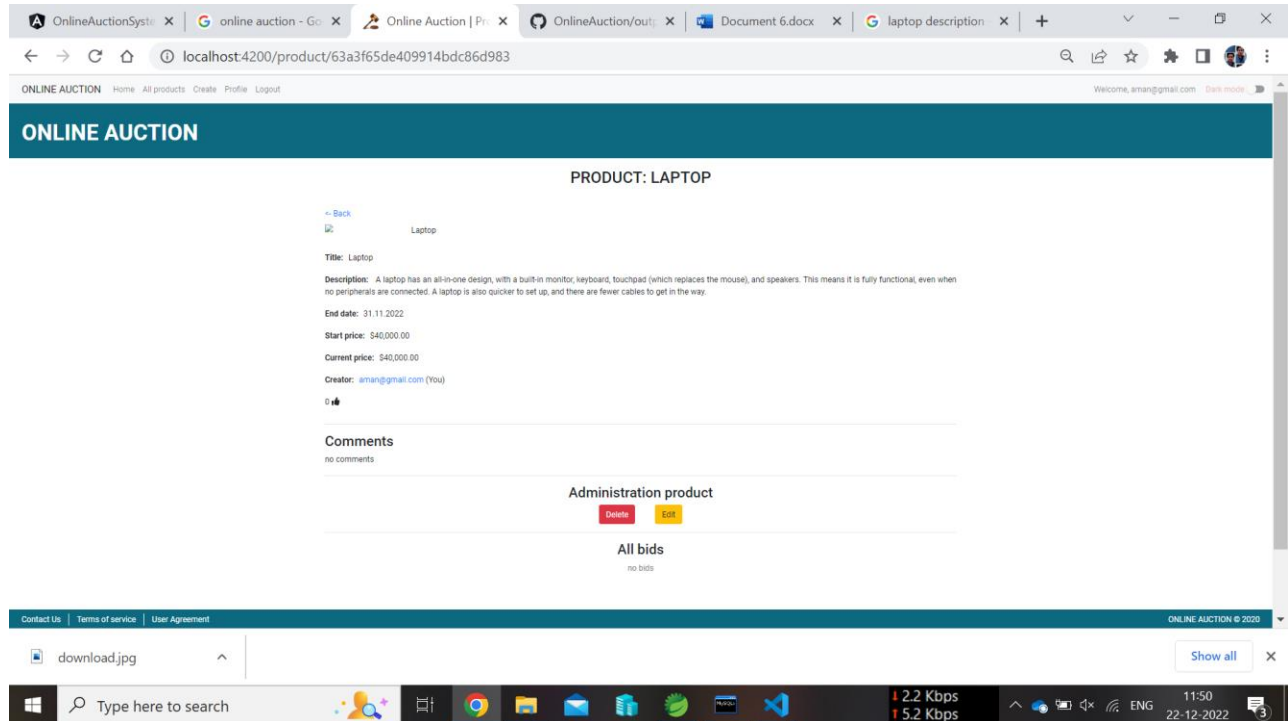 OnlineAuctionSyste
online auction - Go
Online Auction | Pro
OnlineAuction/outp
Document 6.docx
laptop description
localhost:4200/product/63a3f65de409914bdc86d983
ONLINE AUCTION Home All products Create Profile Logout Welcome, aman@gmail.com Dark mode
ONLINE AUCTION
PRODUCT: LAPTOP
<- Back
Laptop
Title: Laptop
Description: A laptop has an all-in-one design, with a built-in monitor, keyboard, touchpad (which replaces the mouse), and speakers. This means it is fully functional, even when
no peripherals are connected. A laptop is also quicker to set up, and there are fewer cables to get in the way.
End date: 31.11.2022
Start price: $40,000.00
Current price: $40,000.00
Creator: aman@gmail.com (You)
0
Comments
no comments
Administration product
Delete Edit
All bids
no bids
Contact Us | Terms of service | User Agreement ONLINE AUCTION © 2020
download.jpg Show all
Type here to search
2.2 Kbps
5.2 Kbps
ENG
11:50
22-12-2022
3